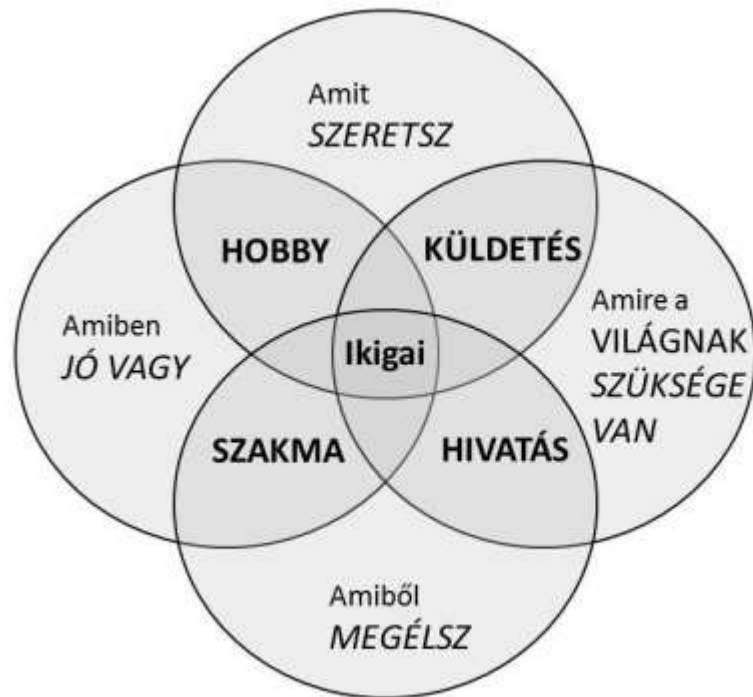 Amit
SZERETSZ
HOBBY
KÜLDETÉS
Amiben
JÓ VAGY
Ikigai
Amire a
VILÁGNAK
SZÜKSÉGE
VAN
SZAKMA
HIVATÁS
Amiből
MEGÉLSZ